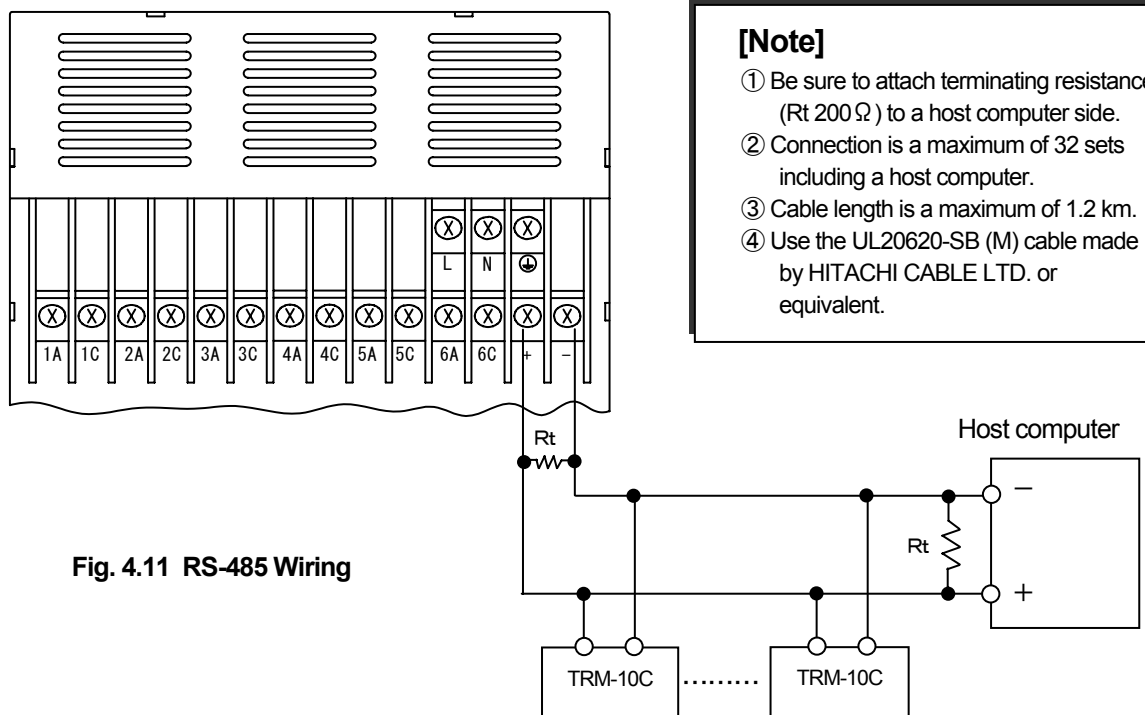 [Note]
① Be sure to attach terminating resistance
(Rt 200Ω) to a host computer side.
② Connection is a maximum of 32 sets
including a host computer.
③ Cable length is a maximum of 1.2 km.
④ Use the UL20620-SB (M) cable made
by HITACHI CABLE LTD. or
equivalent.
L N
1A 1C 2A 2C 3A 3C 4A 4C 5A 5C 6A 6C + -
Rt
Host computer
−
Rt
+
Fig. 4.11 RS-485 Wiring
TRM-10C ......... TRM-10C